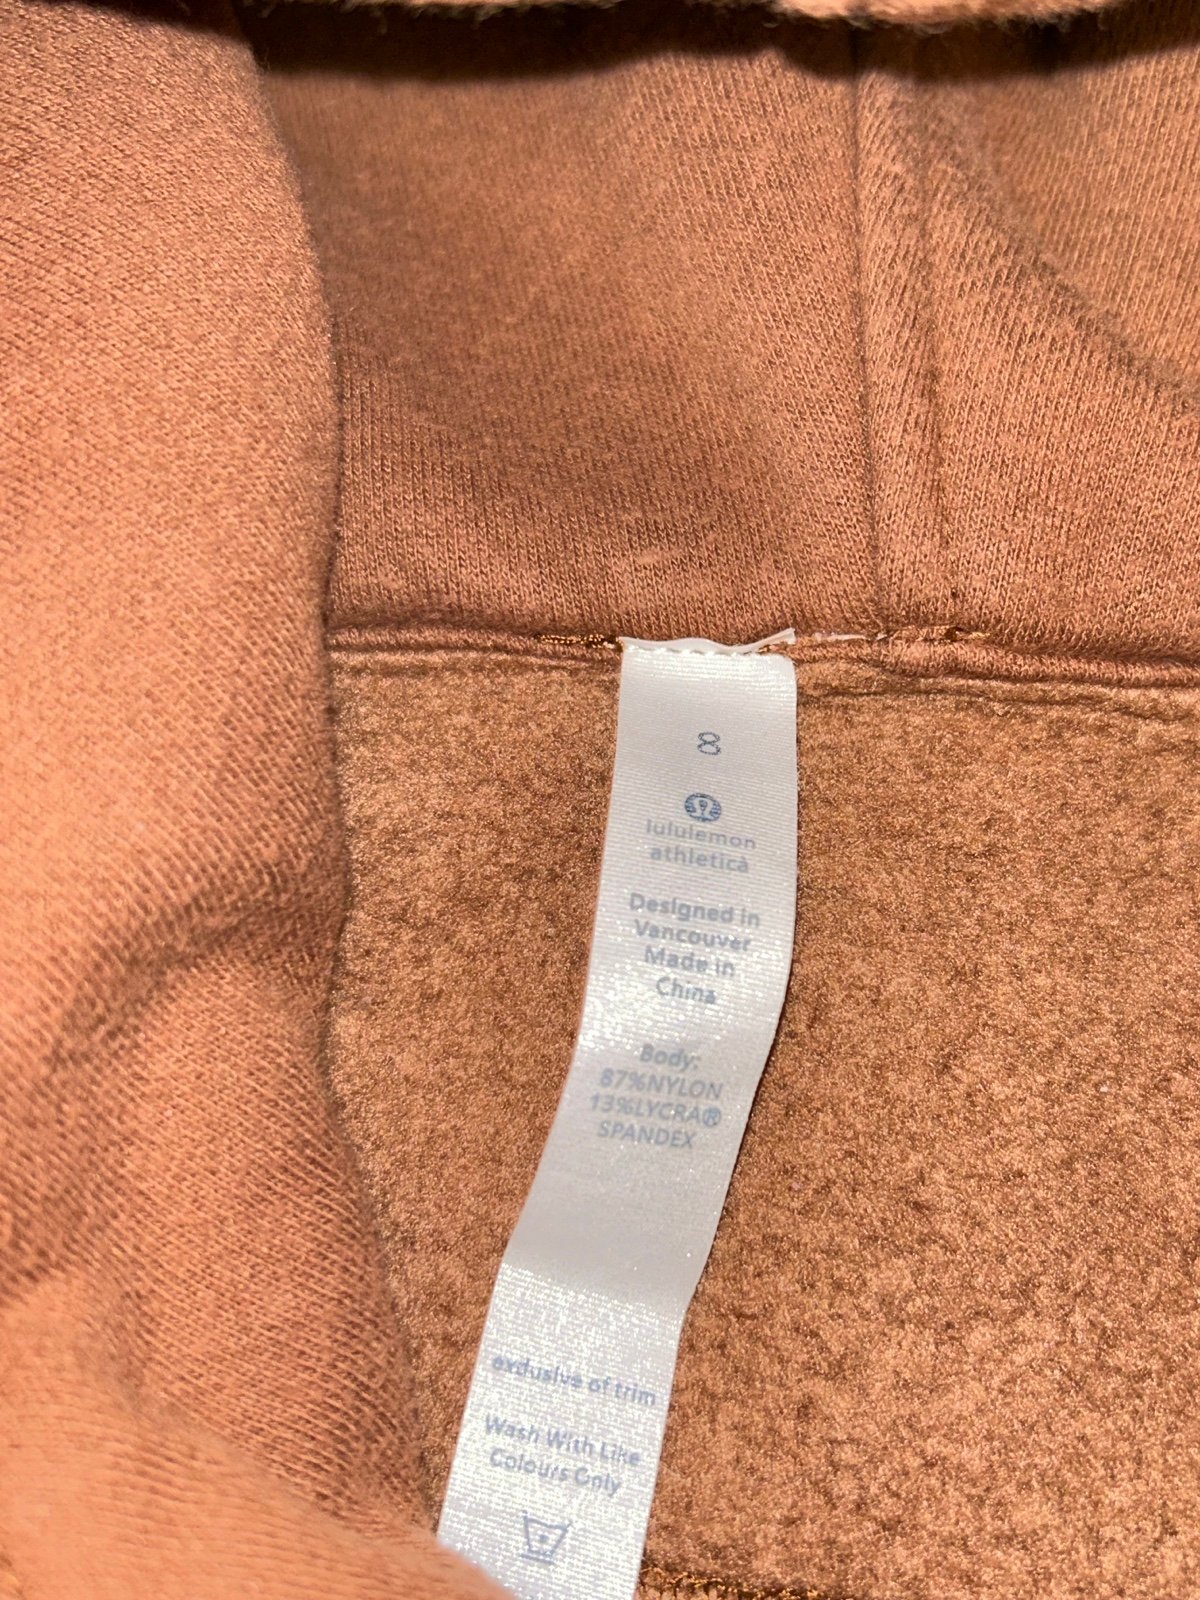 8
lululemon
athletica
Designed in
Vancouver
Made in
China
Body:
87%NYLON
13%LYCRA®
SPANDEX
exclusive of trim
Wash With Like
Colours Only